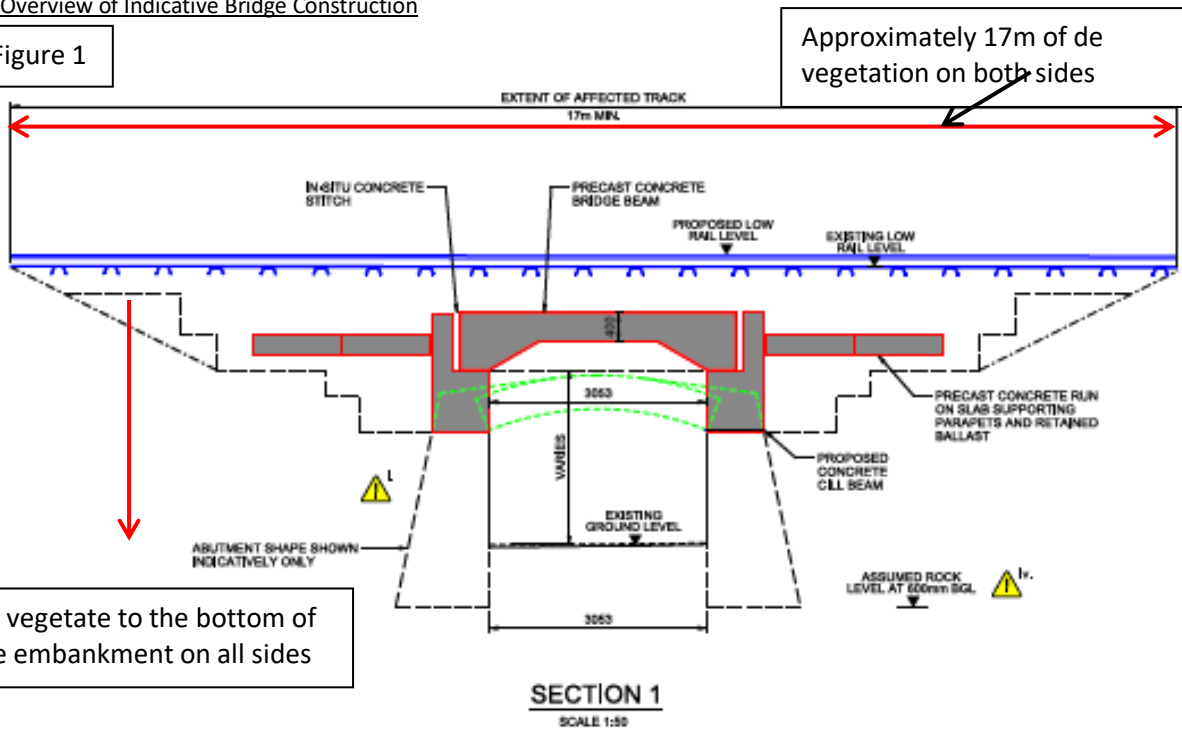 Overview of Indicative Bridge Construction
Figure 1
Approximately 17m of de
vegetation on both sides
EXTENT OF AFFECTED TRACK
17m MIN.
IN-SITU CONCRETE
STITCH
PRECAST CONCRETE
BRIDGE BEAM
PROPOSED LOW
RAIL LEVEL
EXISTING LOW
RAIL LEVEL
400
3053
VARIES
PRECAST CONCRETE RUN
ON SLAB SUPPORTING
PARAPETS AND RETAINED
BALLAST
PROPOSED
CONCRETE
CILL BEAM
I.
EXISTING
GROUND LEVEL
ABUTMENT SHAPE SHOWN
INDICATIVELY ONLY
ASSUMED ROCK
LEVEL AT 600mm BGL
iv.
vegetate to the bottom of
e embankment on all sides
3053
SECTION 1
SCALE 1:50